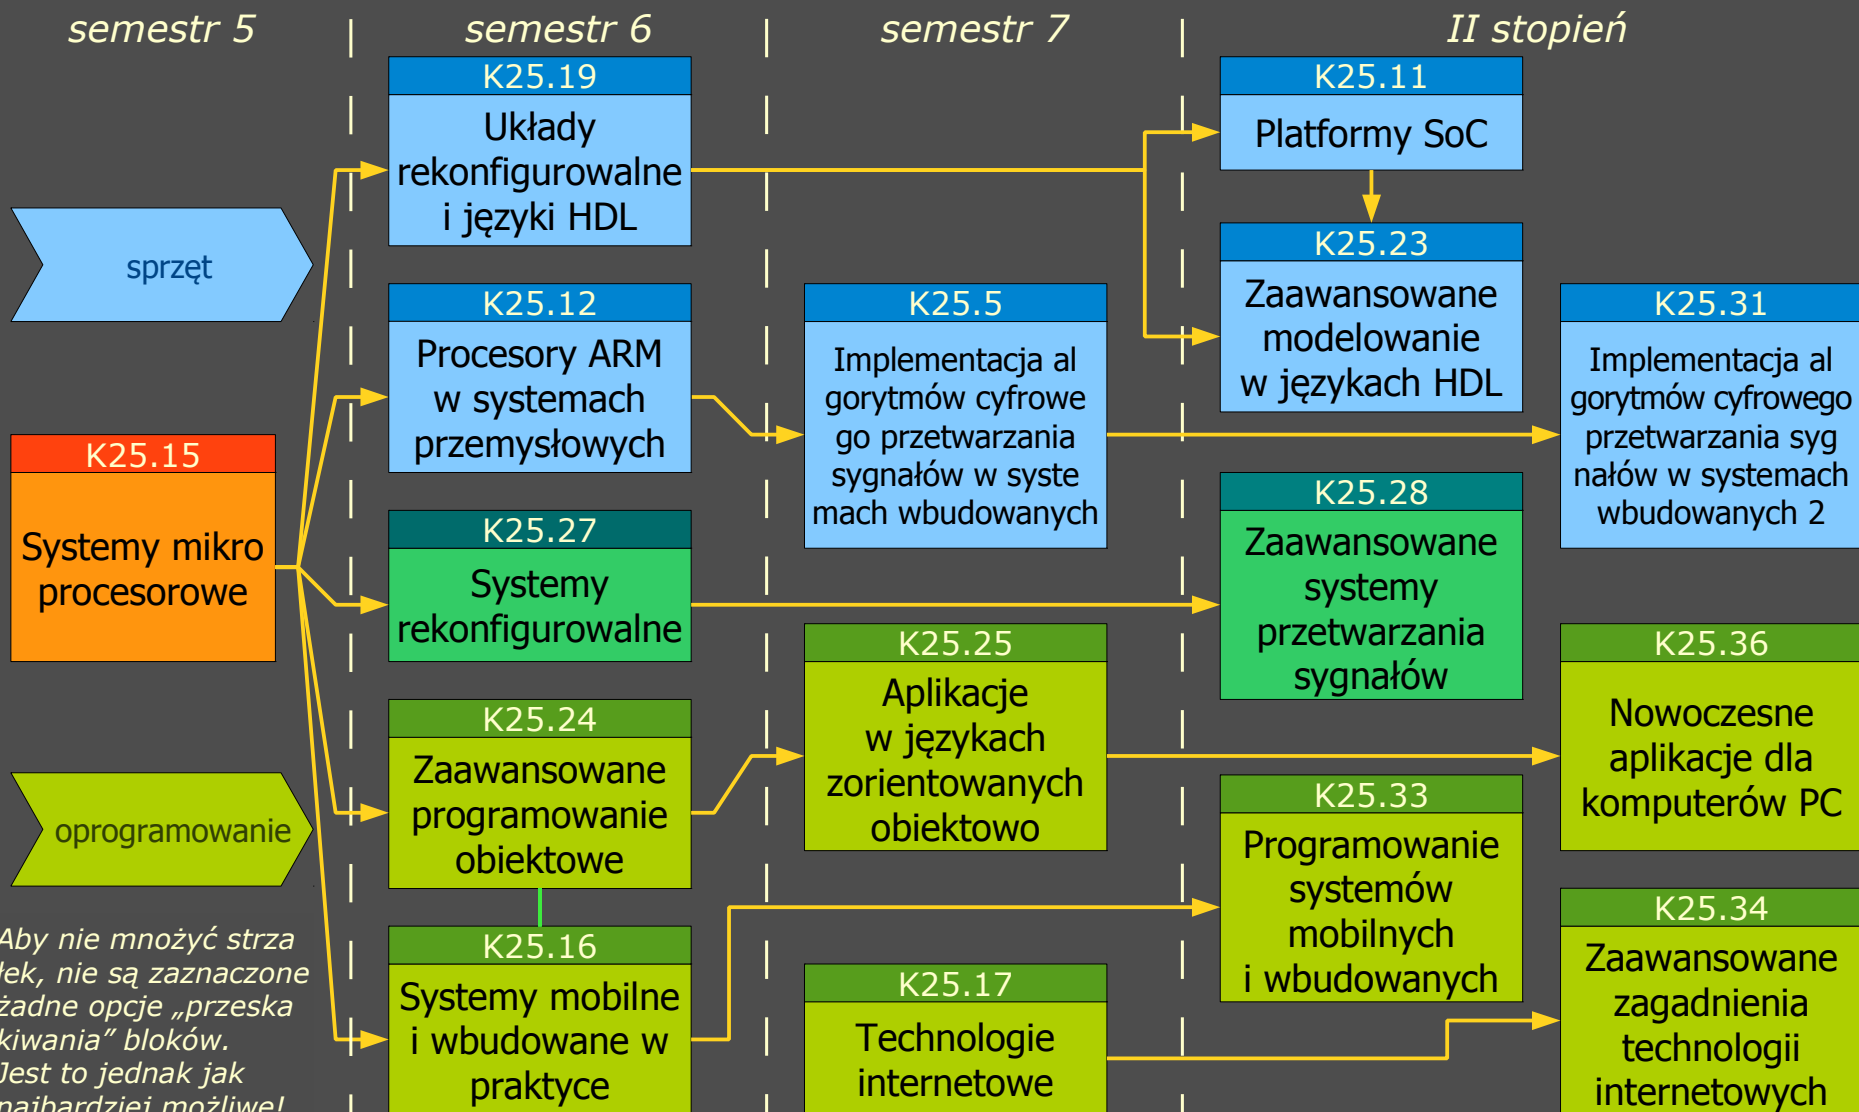 semestr 5
semestr 6
semestr 7
II stopień
K25.19
Układy
rekonfigurowalne
i języki HDL
K25.11
Platformy SoC
sprzęt
K25.12
Procesory ARM
w systemach
przemysłowych
K25.5
Implementacja al
gorytmów cyfrowe
go przetwarzania
sygnałów w syste
mach wbudowanych
K25.23
Zaawansowane
modelowanie
w językach HDL
K25.31
Implementacja al
gorytmów cyfrowego
przetwarzania syg
nałów w systemach
wbudowanych 2
K25.15
Systemy mikro
procesorowe
K25.27
Systemy
rekonfigurowalne
K25.28
Zaawansowane
systemy
przetwarzania
sygnałów
K25.24
Zaawansowane
programowanie
obiektowe
K25.25
Aplikacje
w językach
zorientowanych
obiektowo
K25.36
Nowoczesne
aplikacje dla
komputerów PC
oprogramowanie
K25.33
Programowanie
systemów
mobilnych
i wbudowanych
Aby nie mnożyć strza
łek, nie są zaznaczone
żadne opcje „przeska
kiwania” bloków.
Jest to jednak jak
najbardziej możliwe!
K25.16
Systemy mobilne
i wbudowane w
praktyce
K25.17
Technologie
internetowe
K25.34
Zaawansowane
zagadnienia
technologii
internetowych